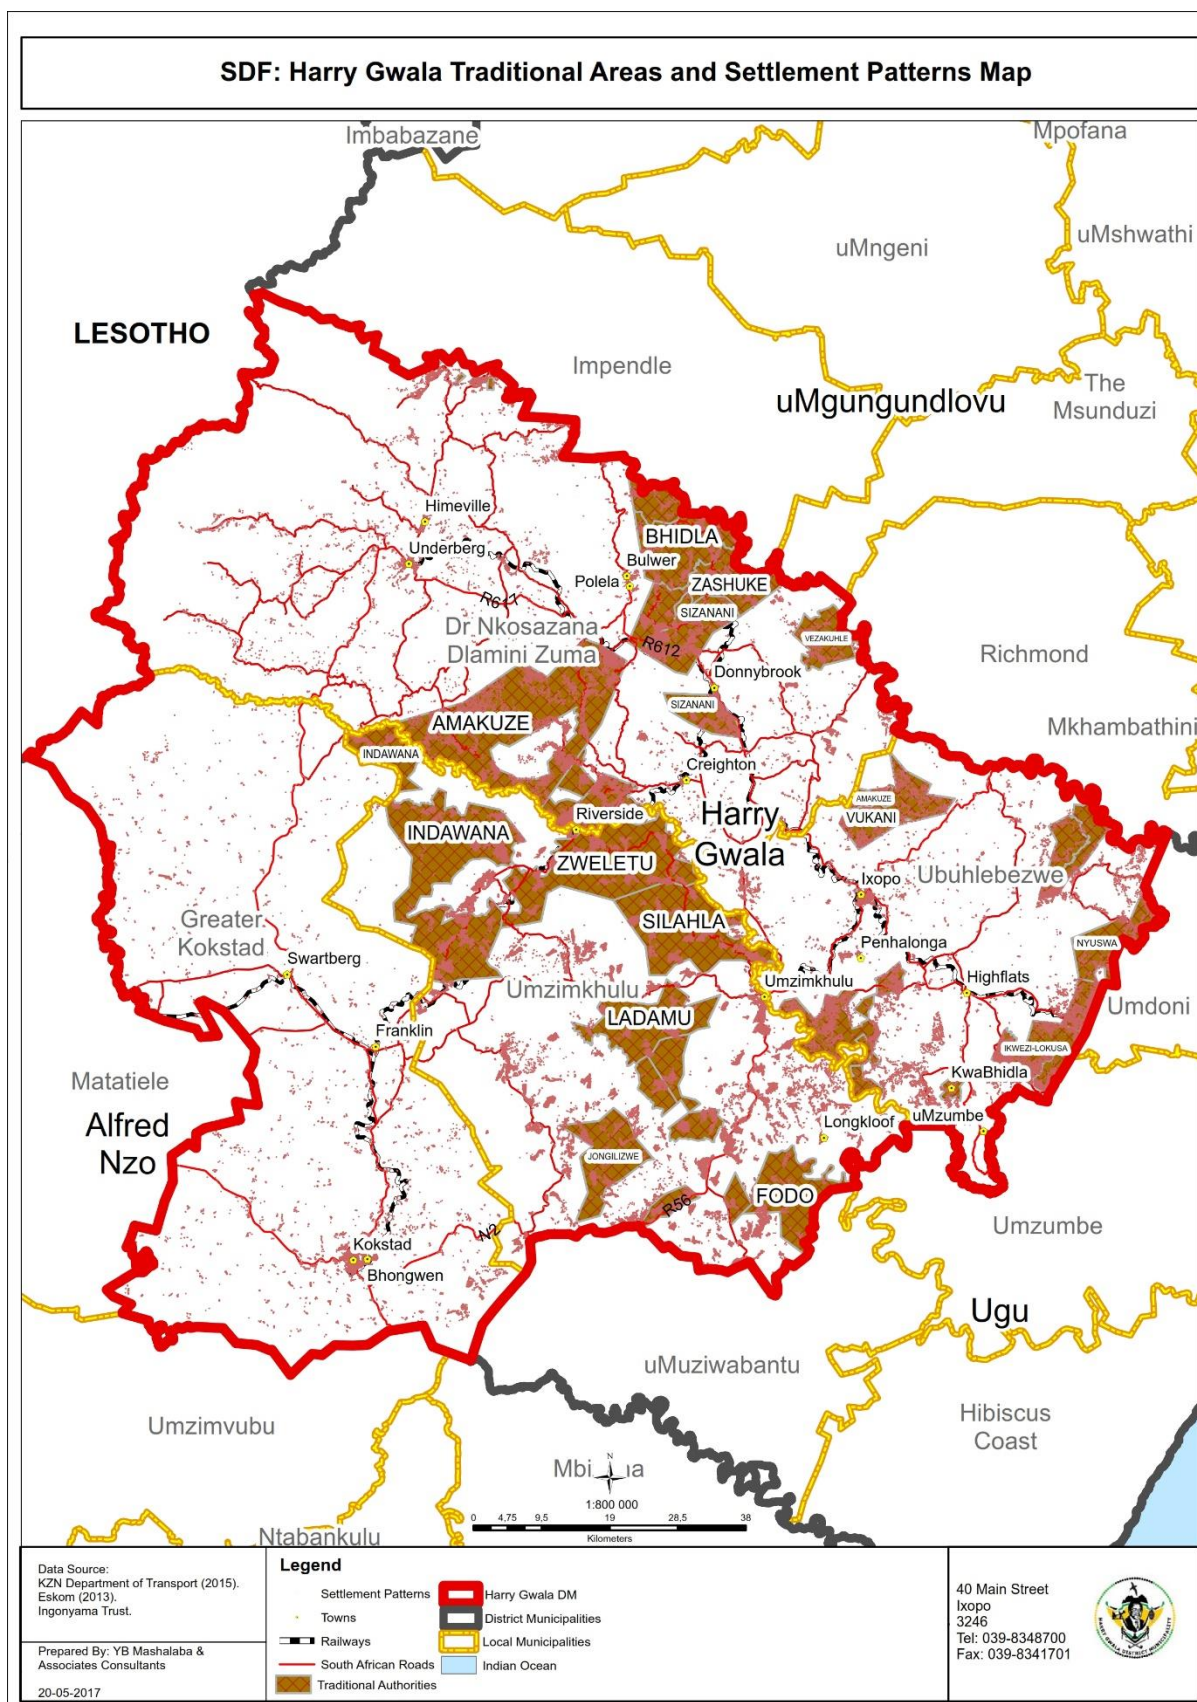 SDF: Harry Gwala Traditional Areas and Settlement Patterns Map
Imbabazane
Mpofana
uMshwathi
uMngeni
LESOTHO
Impendle
The
Msunduzi
uMgungundlovu
Himeville
BHIDLA
Underberg
Bulwer
Polela
ZASHUKE
R617
SIZANANI
Dr Nkosazana
Dlamini Zuma
VEZAKUHLE
R612
Richmond
Donnybrook
SIZANANI
AMAKUZE
Mkhambathini
INDAWANA
Creighton
AMAKUZE
Riverside
Harry
Gwala
VUKANI
INDAWANA
ZWELETU
Ixopo
Ubuhlebezwe
Greater
Kokstad
SILAHLA
Penhalonga
NYUSWA
Swartberg
Umzimkhulu
Umzimkhulu
Highflats
Umdoni
LADAMU
Franklin
IKWEZI-LOKUSA
Matatiele
KwaBhidla
Alfred
Nzo
Longkloof
uMzumbe
JONGILIZWE
FODO
R56
Umzumbe
N2
Kokstad
Bhongwen
Ugu
uMuziwabantu
Umzimvubu
Hibiscus
Coast
N
1:800 000
0 4,75 9,5 19 28,5 38
Kilometers
Ntabankulu
Data Source:
KZN Department of Transport (2015).
Eskom (2013).
Ingonyama Trust.
Prepared By: YB Mashalaba &
Associates Consultants
20-05-2017
Legend
Settlement Patterns
Towns
Railways
South African Roads
Traditional Authorities
Harry Gwala DM
District Municipalities
Local Municipalities
Indian Ocean
40 Main Street
Ixopo
3246
Tel: 039-8348700
Fax: 039-8341701
HARRY GWALA DISTRICT MUNICIPALITY